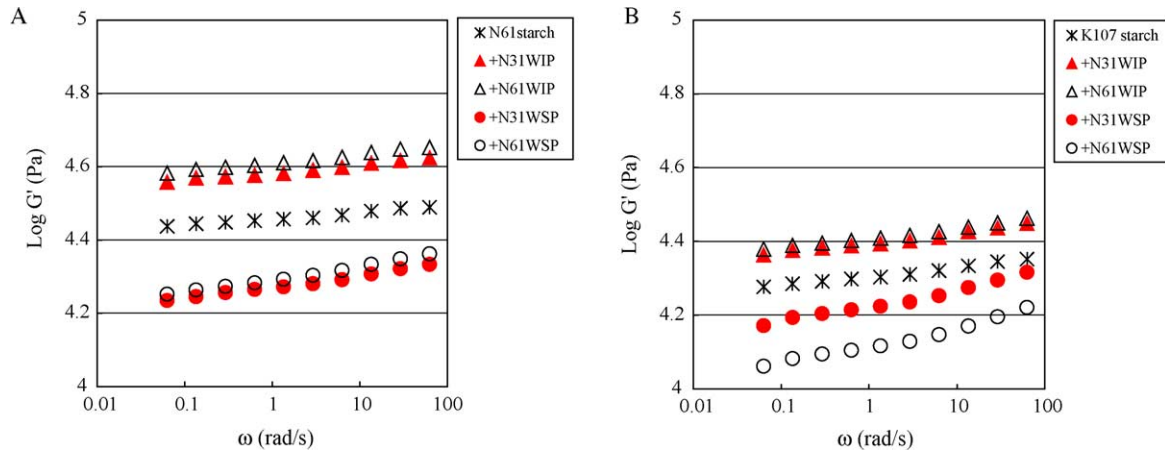 A
5
4.8
4.6
4.4
4.2
4
Log G' (Pa)
0.01
0.1
1
10
100
ω (rad/s)
N61starch
+N31WIP
+N61WIP
+N31WSP
+N61WSP
B
5
4.8
4.6
4.4
4.2
4
Log G' (Pa)
0.01
0.1
1
10
100
ω (rad/s)
K107 starch
+N31WIP
+N61WIP
+N31WSP
+N61WSP